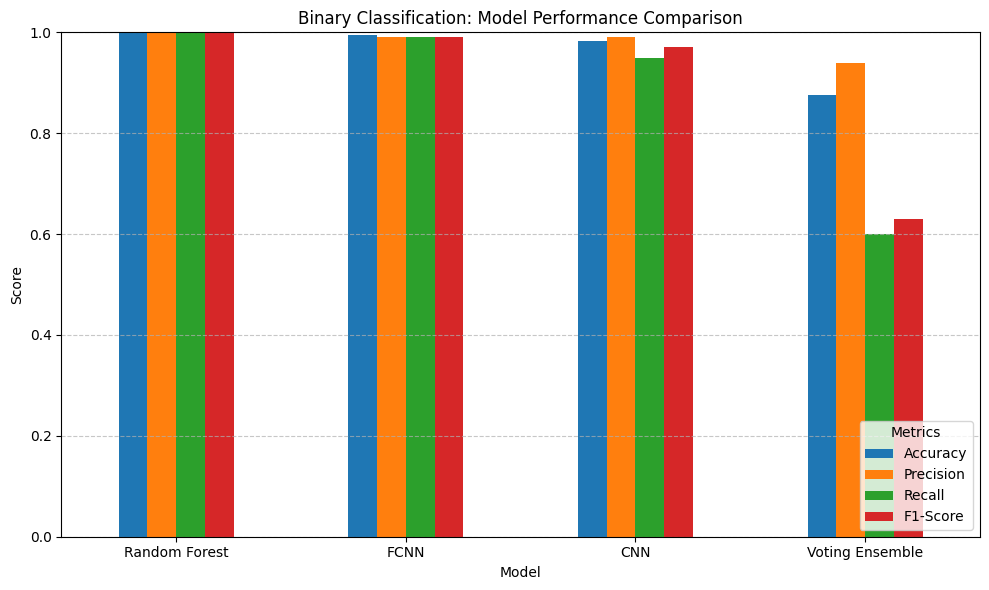 Binary Classification: Model Performance Comparison
1.0
0.8
0.6
0.4
0.2
0.0
Score
Random Forest
FCNN
CNN
Voting Ensemble
Model
Metrics
Accuracy
Precision
Recall
F1-Score